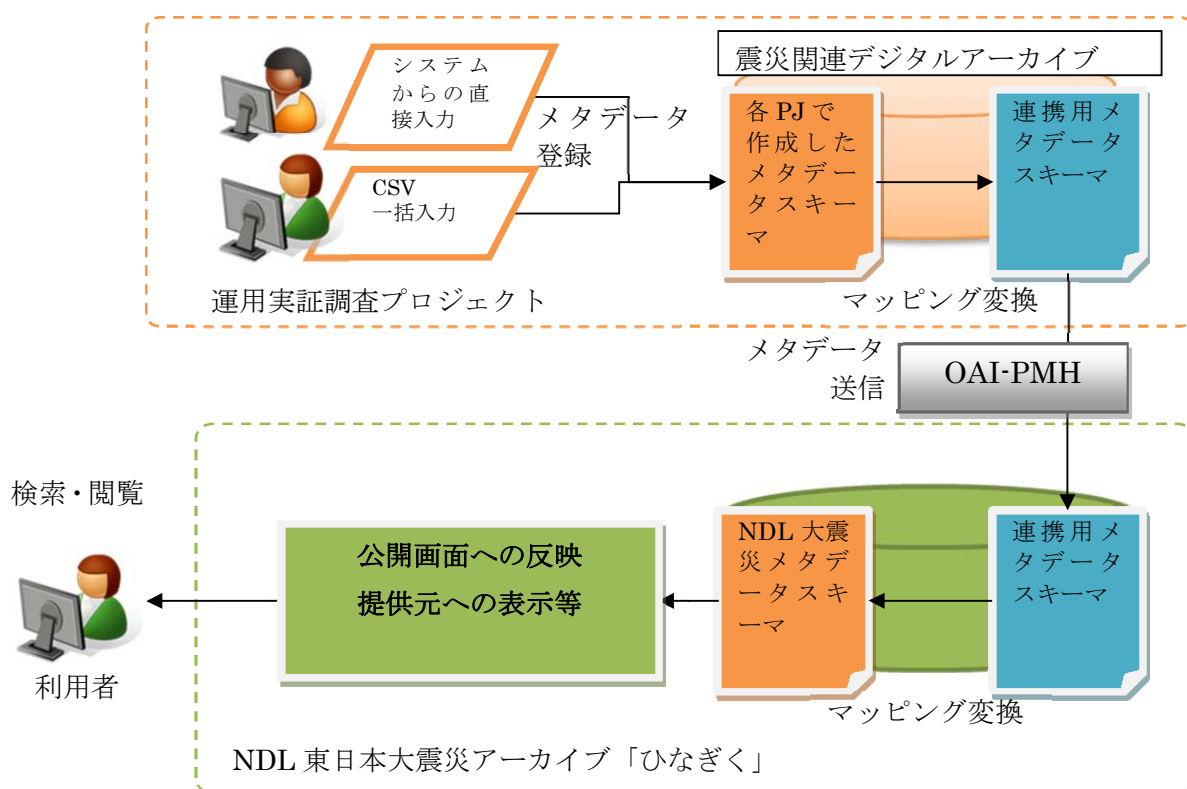 震災関連デジタルアーカイブ
システム
からの直
接入力
メタデータ
登録
CSV
一括入力
各 PJ で
作成した
メタデー
タスキー
マ
連携用メ
タデータ
スキーマ
運用実証調査プロジェクト
マッピング変換
メタデータ
送信
OAI-PMH
検索・閲覧
利用者
公開画面への反映
提供元への表示等
NDL 大震
災メタデ
ータスキ
ーマ
連携用メ
タデータ
スキーマ
マッピング変換
NDL 東日本大震災アーカイブ「ひなぎく」